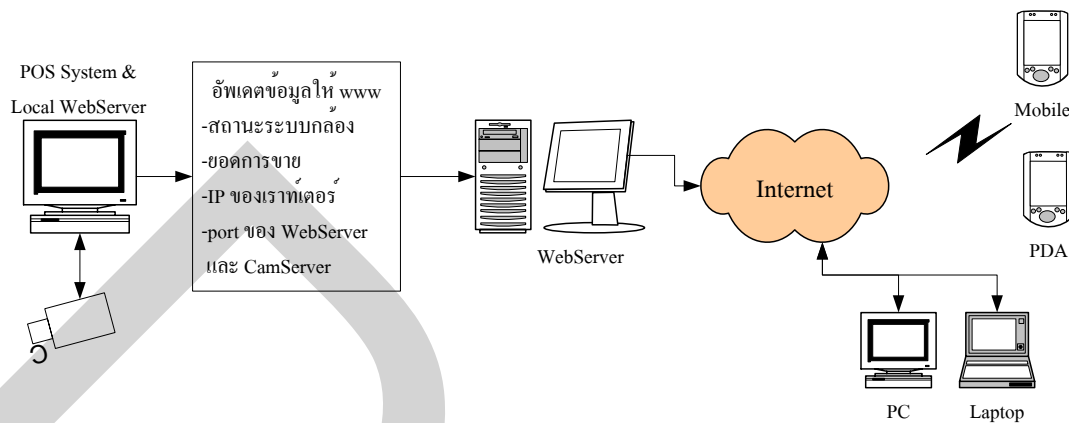 POS System &
Local WebServer
อัพเดตข้อมูลให้ www
-สถานะระบบกล้อง
-ยอดการขาย
-IP ของเราท์เตอร์
-port ของ WebServer
และ CamServer
WebServer
Internet
Mobile
PDA
PC
Laptop